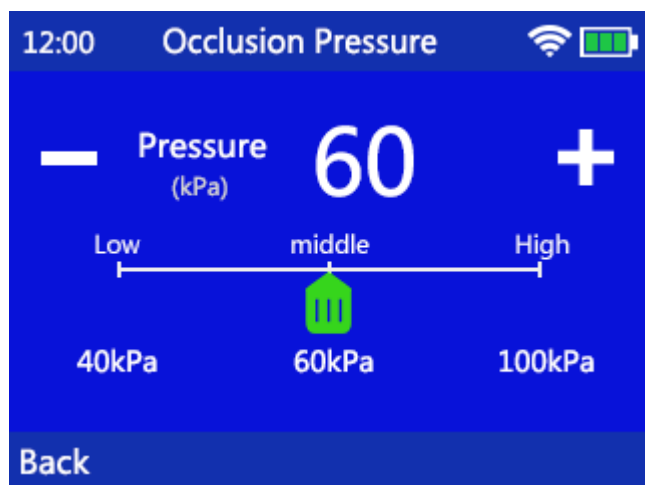 12:00 Occlusion Pressure
Pressure 60
(kPa)
Low middle High
40kPa 60kPa 100kPa
Back